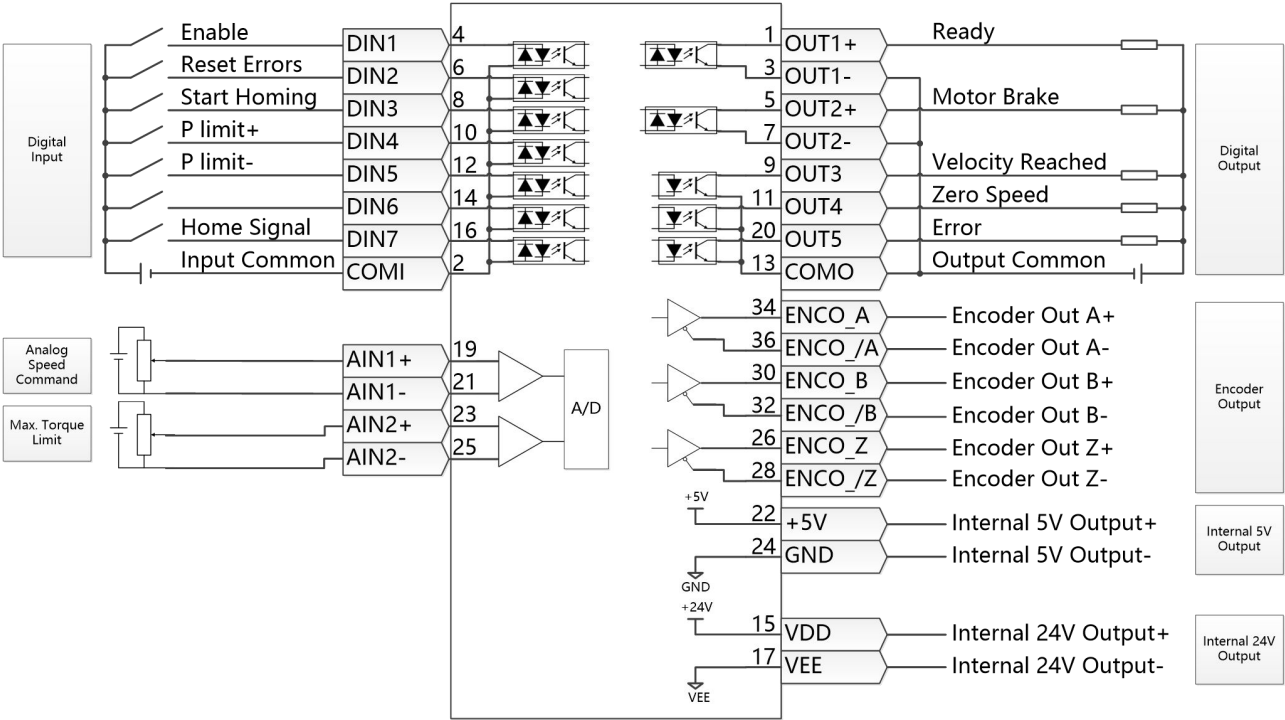 Digital
Input
Enable
DIN1
4
Reset Errors
DIN2
6
Start Homing
DIN3
8
P limit+
DIN4
10
P limit-
DIN5
12
DIN6
14
Home Signal
DIN7
16
Input Common
COMI
2
Analog
Speed
Command
AIN1+
19
AIN1-
21
Max. Torque
Limit
AIN2+
23
AIN2-
25
A/D
1
OUT1+
Ready
3
OUT1-
5
OUT2+
Motor Brake
7
OUT2-
9
OUT3
Velocity Reached
11
OUT4
Zero Speed
20
OUT5
Error
13
COMO
Output Common
Digital
Output
34
ENCO_A
Encoder Out A+
36
ENCO_/A
Encoder Out A-
30
ENCO_B
Encoder Out B+
32
ENCO_/B
Encoder Out B-
26
ENCO_Z
Encoder Out Z+
28
ENCO_/Z
Encoder Out Z-
Encoder
Output
+5V
22
+5V
Internal 5V Output+
24
GND
Internal 5V Output-
GND
Internal 5V
Output
+24V
15
VDD
Internal 24V Output+
17
VEE
Internal 24V Output-
VEE
Internal 24V
Output